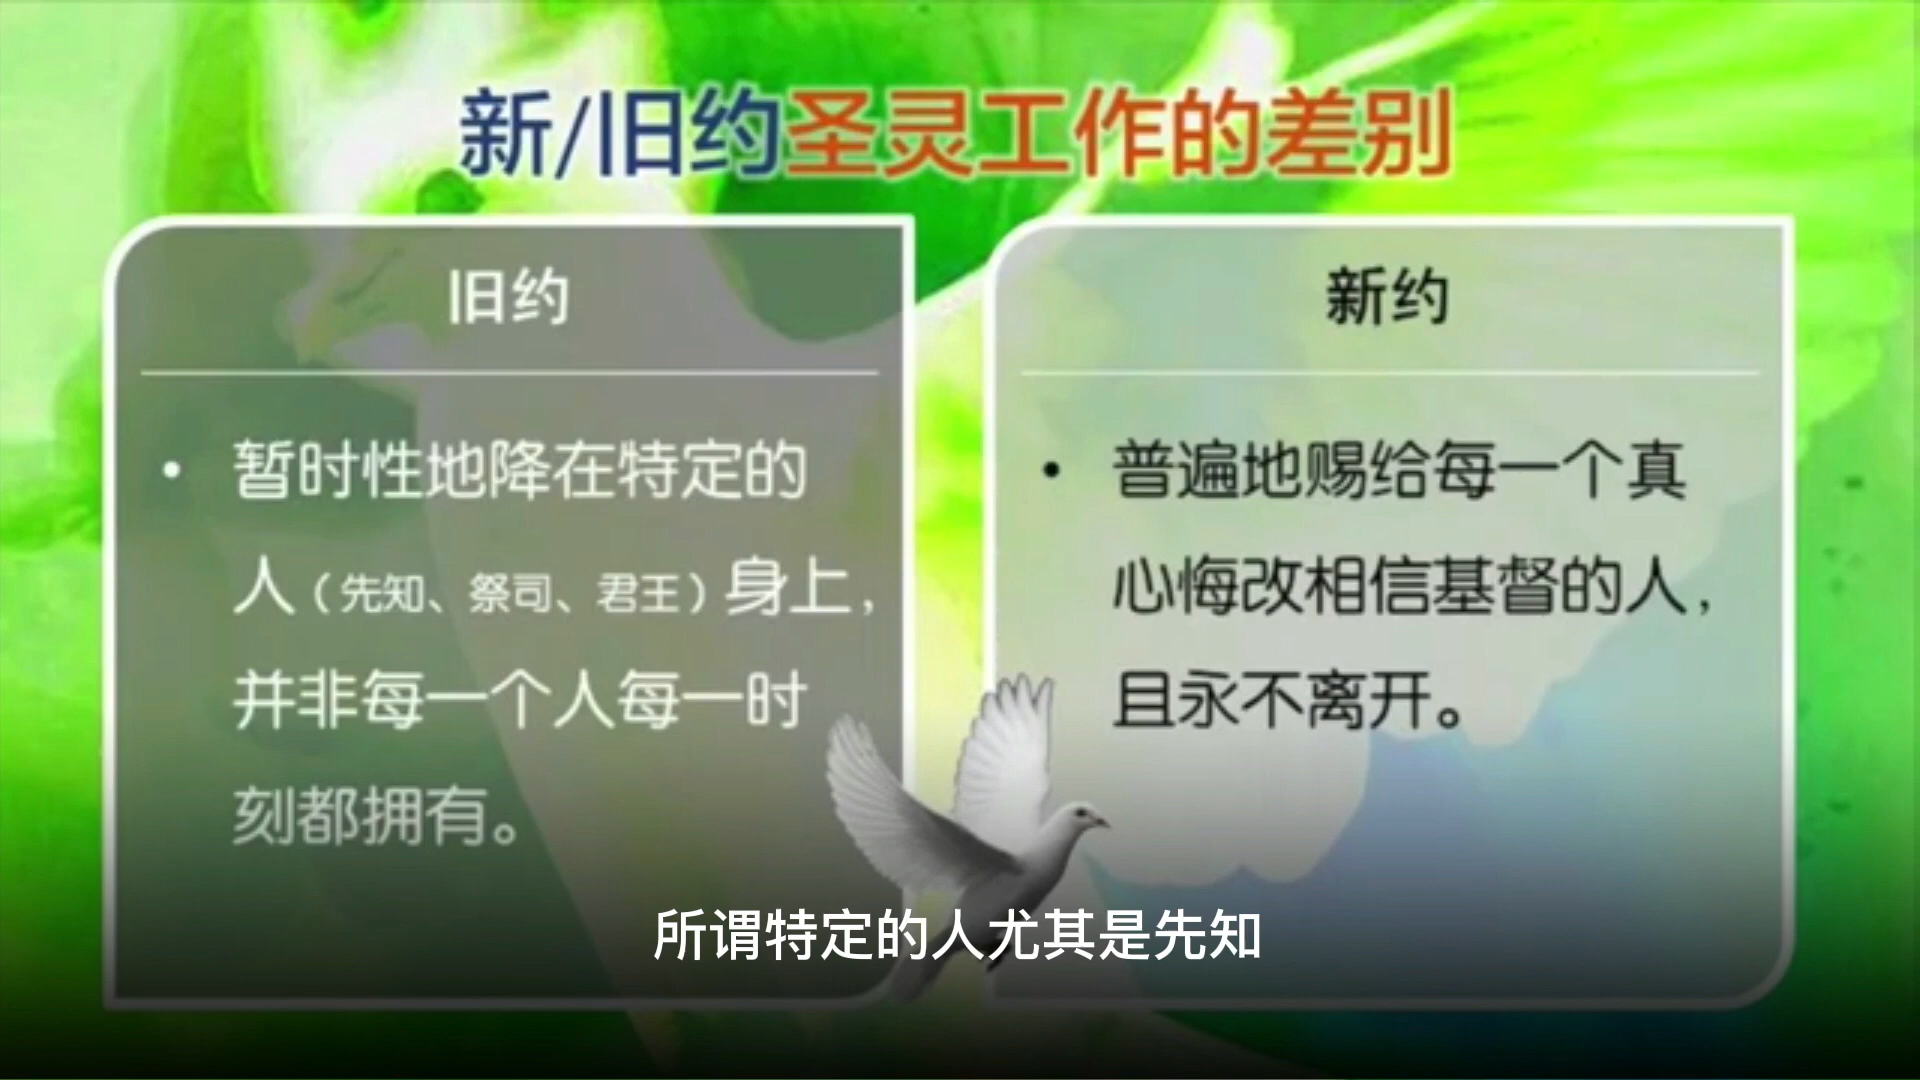 新/旧约圣灵工作的差别
旧约
• 暂时性地降在特定的
人（先知、祭司、君王）身上，
并非每一个人每一时
刻都拥有。
新约
• 普遍地赐给每一个真
心悔改相信基督的人，
且永不离开。
所谓特定的人尤其是先知